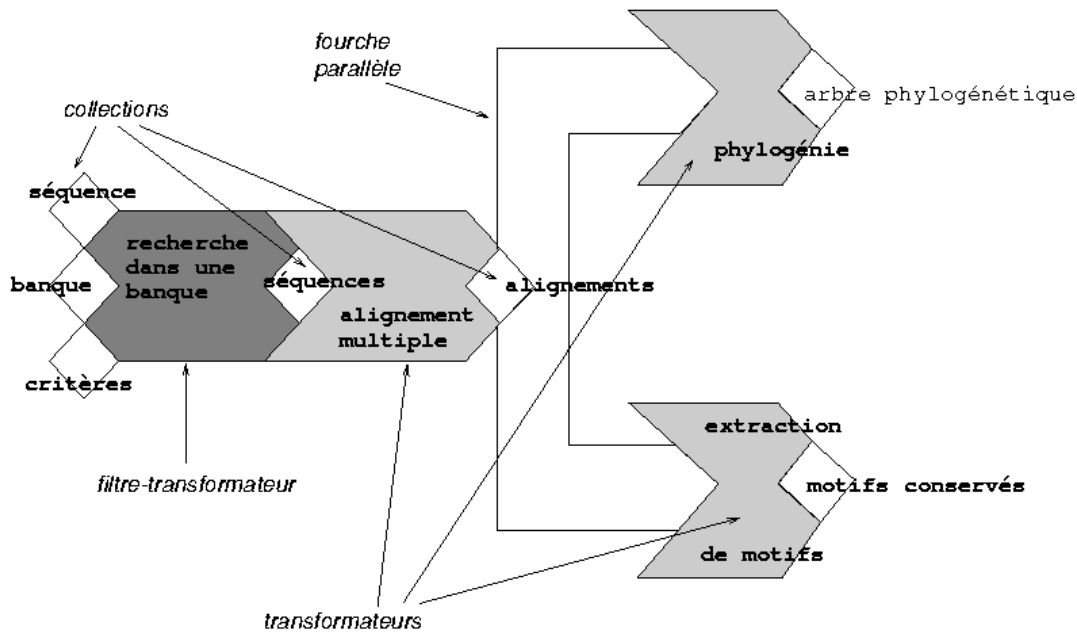 fourche
parallèle
collections
arbre phylogénétique
phylogénie
séquence
recherche
dans une
banque
banque
séquences
alignements
alignement
multiple
critères
extraction
motifs conservés
de motifs
filtre-transformateur
transformateurs